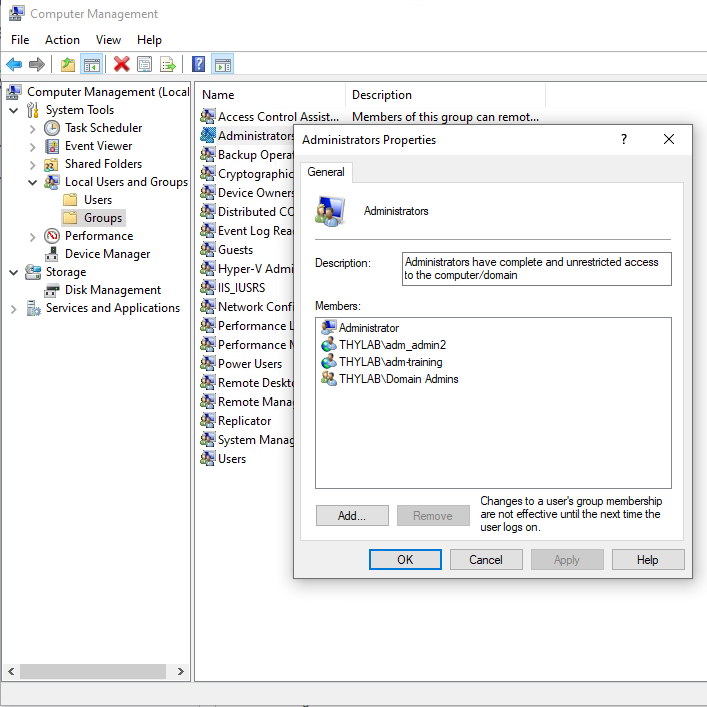 Computer Management
File Action View Help
Computer Management (Local
System Tools
Task Scheduler
Event Viewer
Shared Folders
Local Users and Groups
Users
Groups
Performance
Device Manager
Storage
Disk Management
Services and Applications
Name Description
Access Control Assist... Members of this group can remot...
Administrators
Backup Operat
Cryptographic
Device Owners
Distributed CO
Event Log Rea
Guests
Hyper-V Admi
IIS_IUSRS
Network Confi
Performance L
Performance M
Power Users
Remote Deskto
Remote Mana
Replicator
System Manag
Users
Administrators Properties ?
General
Administrators
Description: Administrators have complete and unrestricted access
to the computer/domain
Members:
Administrator
THYLAB\adm_admin2
THYLAB\adm-training
THYLAB\Domain Admins
Add... Remove
Changes to a user's group membership
are not effective until the next time the
user logs on.
OK Cancel Apply Help